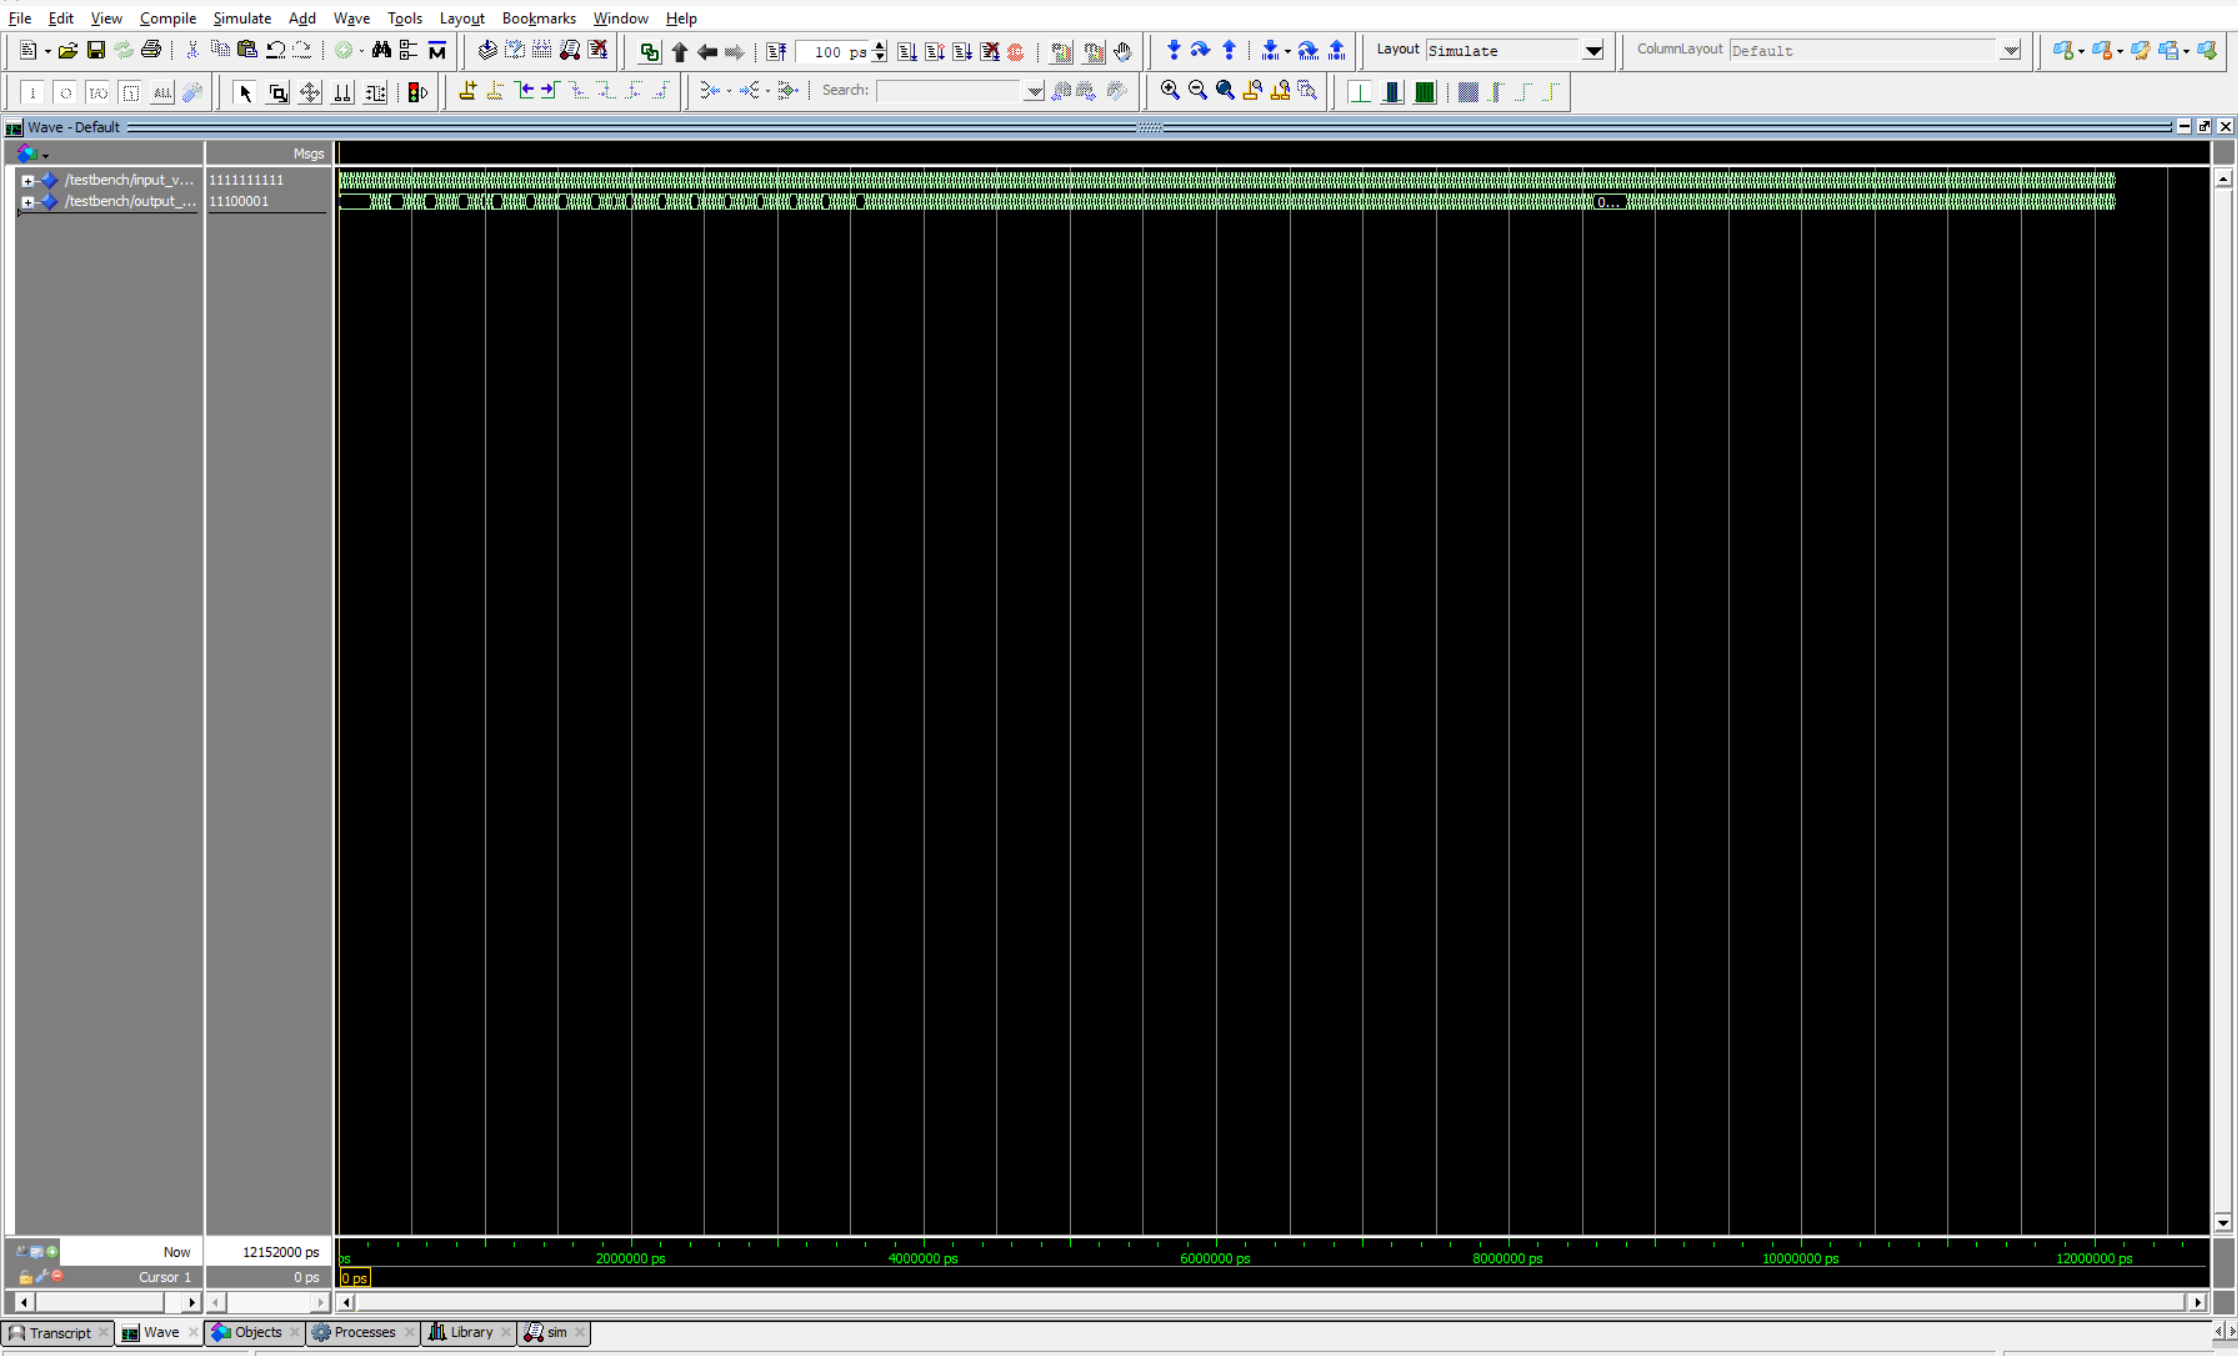 File Edit View Compile Simulate Add Wave Tools Layout Bookmarks Window Help
100 ps Layout Simulate ColumnLayout Default
I O I/O ALL Search:
Wave - Default
Msgs
/testbench/input_v... 1111111111
/testbench/output_... 11100001 0...
Now 12152000 ps ps 2000000 ps 4000000 ps 6000000 ps 8000000 ps 10000000 ps 12000000 ps
Cursor 1 0 ps 0 ps
Transcript Wave Objects Processes Library sim